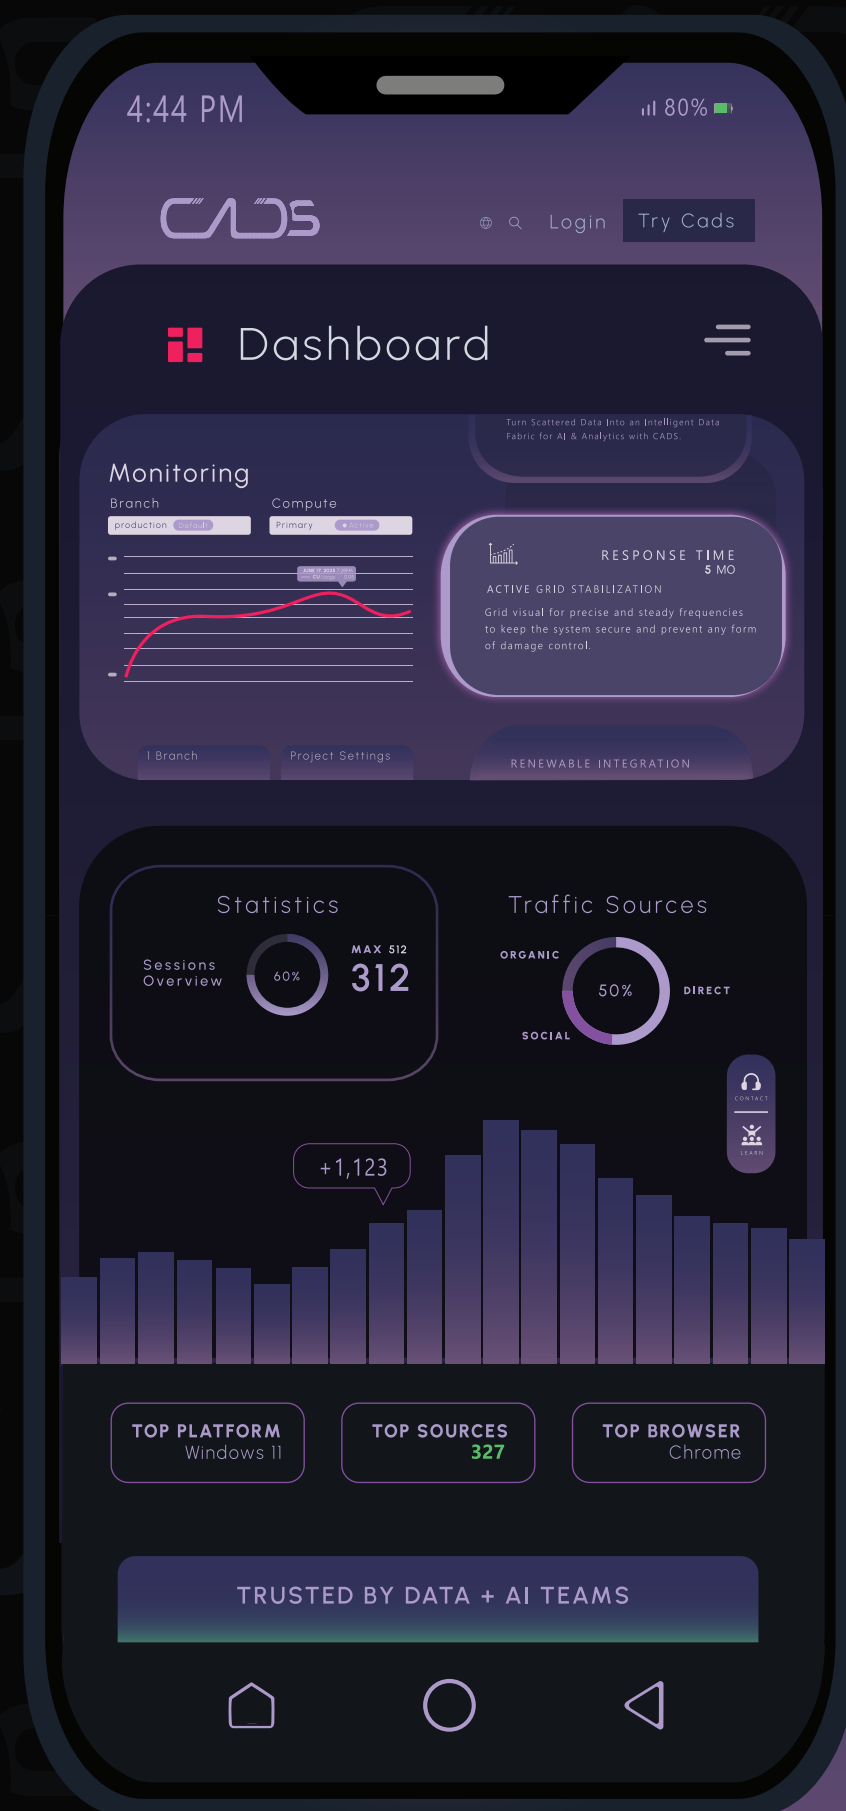 4:44 PM
80%
CADS
Login
Try Cads
Dashboard
Turn Scattered Data Into an Intelligent Data
Fabric for AI & Analytics with CADS.
Monitoring
Branch
Compute
production
Default
Primary
Active
RESPONSE TIME
5 MO
ACTIVE GRID STABILIZATION
Grid visual for precise and steady frequencies
to keep the system secure and prevent any form
of damage control.
1 Branch
Project Settings
RENEWABLE INTEGRATION
Statistics
Sessions
Overview
60%
MAX 512
312
Traffic Sources
ORGANIC
50%
DIRECT
SOCIAL
CONTACT
LEARN
+1,123
TOP PLATFORM
Windows 11
TOP SOURCES
327
TOP BROWSER
Chrome
TRUSTED BY DATA + AI TEAMS